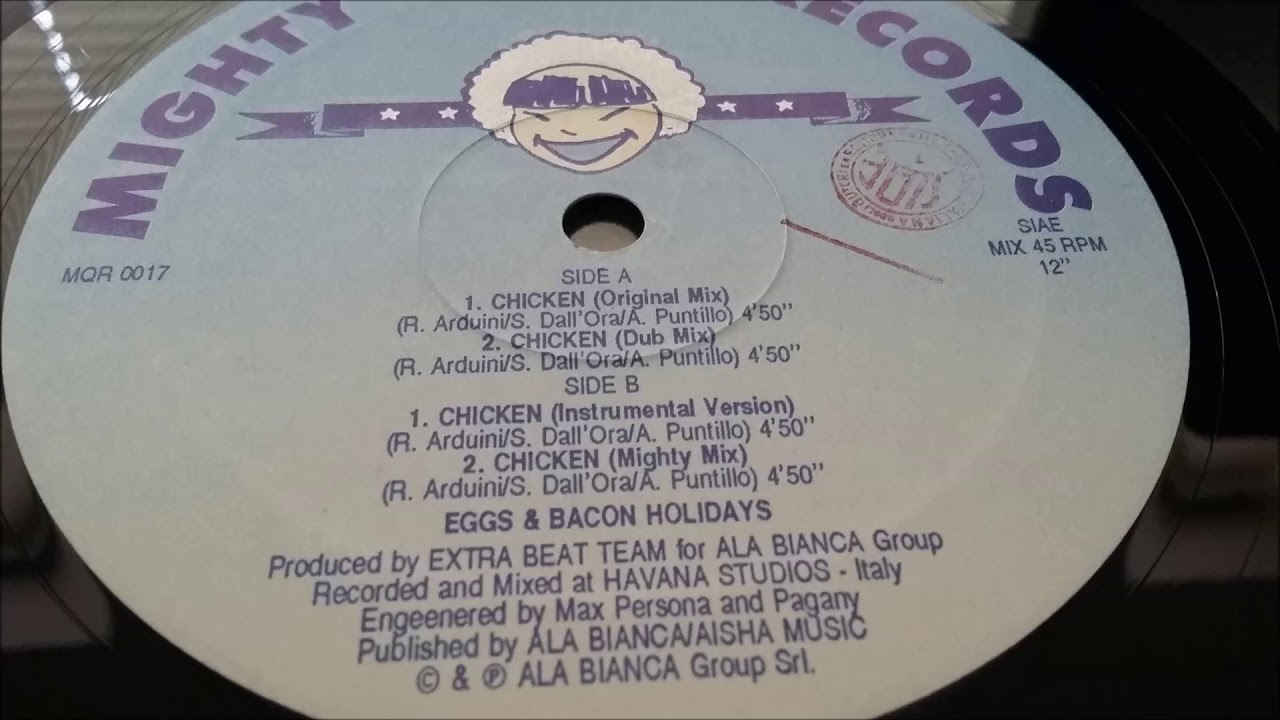 MIGHTY
RECORDS
SIAE
MIX 45 RPM
12"
MQR 0017
SIDE A
1. CHICKEN (Original Mix)
(R. Arduini/S. Dall'Ora/A. Puntillo) 4'50"
2. CHICKEN (Dub Mix)
(R. Arduini/S. Dall'Ora/A. Puntillo) 4'50"
SIDE B
1. CHICKEN (Instrumental Version)
(R. Arduini/S. Dall'Ora/A. Puntillo) 4'50"
2. CHICKEN (Mighty Mix)
(R. Arduini/S. Dall'Ora/A. Puntillo) 4'50"
EGGS & BACON HOLIDAYS
Produced by EXTRA BEAT TEAM for ALA BIANCA Group
Recorded and Mixed at HAVANA STUDIOS - Italy
Engeenered by Max Persona and Pagany
Published by ALA BIANCA/AISHA MUSIC
© & ℗ ALA BIANCA Group Srl.